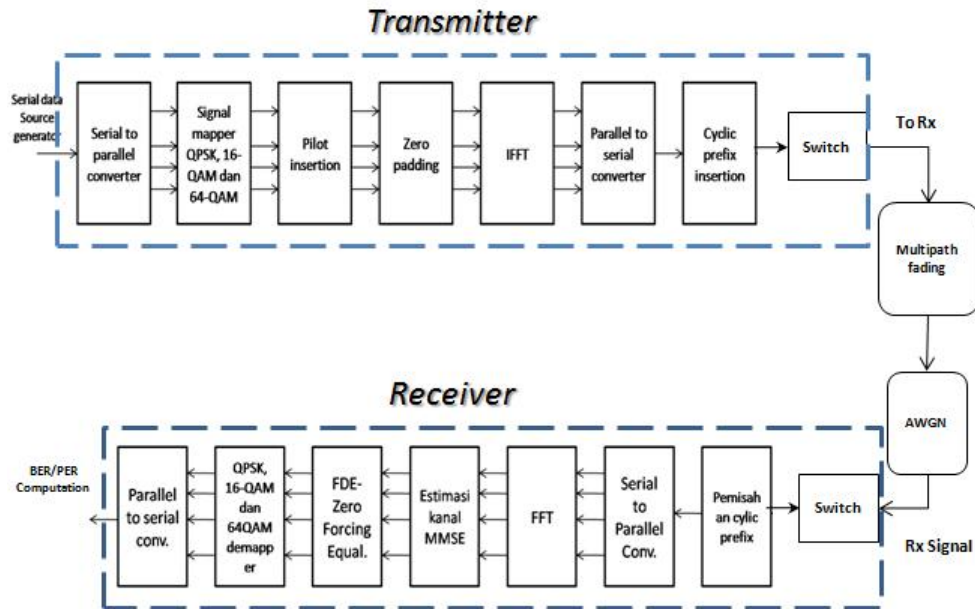 Transmitter
Serial data
Source
generator
Serial to
parallel
converter
Signal
mapper
QPSK, 16-
QAM dan
64-QAM
Pilot
insertion
Zero
padding
IFFT
Parallel to
serial
converter
Cyclic
prefix
insertion
Switch
To Rx
Multipath
fading
AWGN
Rx Signal
Receiver
Switch
Pemisah
an cylic
prefix
Serial
to
Parallel
Conv.
FFT
Estimasi
kanal
MMSE
FDE-
Zero
Forcing
Equal.
QPSK,
16-QAM
dan
64QAM
demapp
er
Parallel
to serial
conv.
BER/PER
Computation